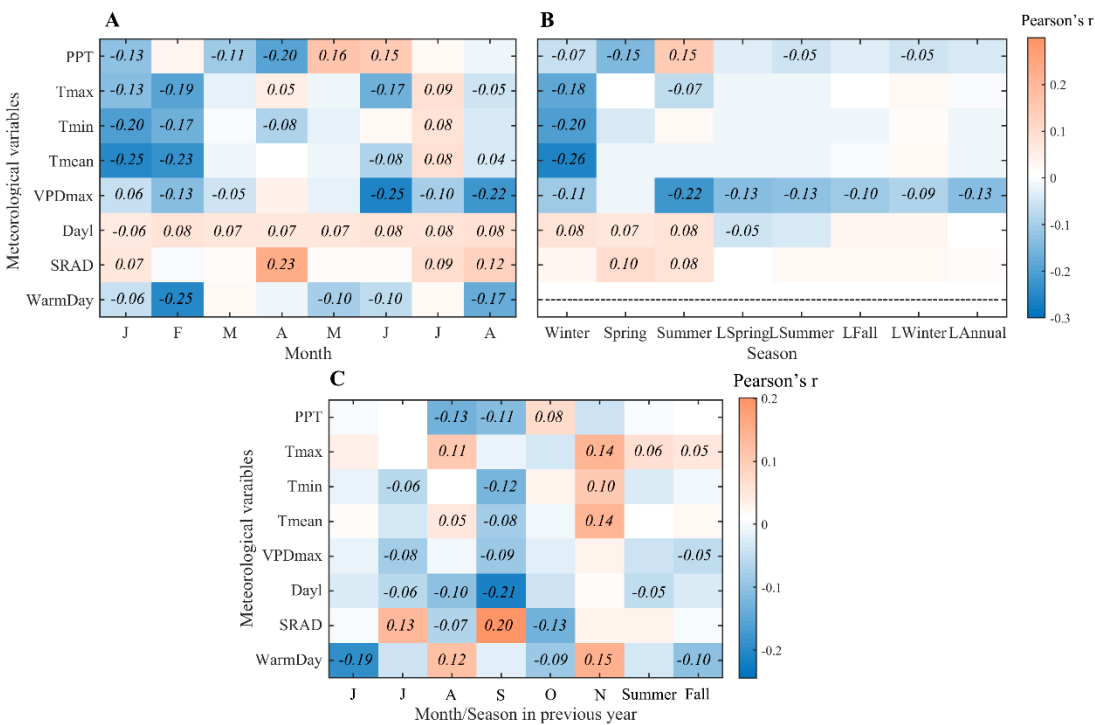 A
B
Pearson's r
PPT -0.13 -0.11 -0.20 0.16 0.15 -0.07 -0.15 0.15 -0.05 -0.05
Tmax -0.13 -0.19 0.05 -0.17 0.09 -0.05 -0.18 -0.07
Tmin -0.20 -0.17 -0.08 0.08 -0.20
Tmean -0.25 -0.23 -0.08 0.08 0.04 -0.26
VPDmax 0.06 -0.13 -0.05 -0.25 -0.10 -0.22 -0.11 -0.22 -0.13 -0.13 -0.10 -0.09 -0.13
Dayl -0.06 0.08 0.07 0.07 0.07 0.08 0.08 0.08 0.08 0.07 0.08 -0.05
SRAD 0.07 0.23 0.09 0.12 0.10 0.08
WarmDay -0.06 -0.25 -0.10 -0.10 -0.17
Meteorological variables
0.2
0.1
0
-0.1
-0.2
-0.3
J F M A M J J A
Month
Winter Spring Summer LSpring LSummer LFall LWinter LAnnual
Season
C
Pearson's r
PPT -0.13 -0.11 0.08
Tmax 0.11 0.14 0.06 0.05
Tmin -0.06 -0.12 0.10
Tmean 0.05 -0.08 0.14
VPDmax -0.08 -0.09 -0.05
Dayl -0.06 -0.10 -0.21 -0.05
SRAD 0.13 -0.07 0.20 -0.13
WarmDay -0.19 0.12 -0.09 0.15 -0.10
Meteorological varaibles
0.2
0.1
0
-0.1
-0.2
J J A S O N Summer Fall
Month/Season in previous year